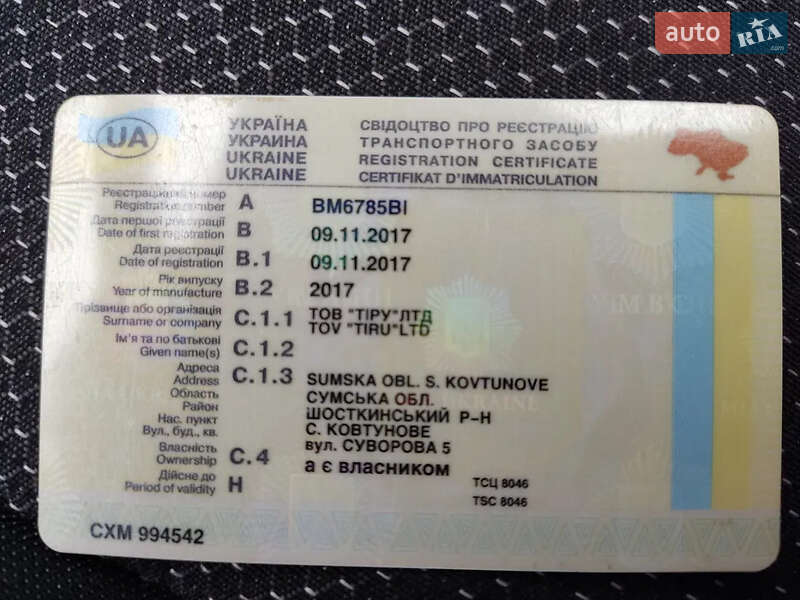 auto RIA.com
UA
УКРАЇНА СВІДОЦТВО ПРО РЕЄСТРАЦІЮ
УКРАИНА ТРАНСПОРТНОГО ЗАСОБУ
UKRAINE REGISTRATION CERTIFICATE
UKRAINE CERTIFIKAT D'IMMATRICULATION
Реєстраційний номер
Registration number A BM6785BI
Дата першої реєстрації
Date of first registration B 09.11.2017
Дата реєстрації
Date of registration B.1 09.11.2017
Рік випуску
Year of manufacture B.2 2017
Прізвище або організація
Surname or company C.1.1 ТОВ "ТІРУ"ЛТД
TOV "TIRU"LTD
Ім'я та по батькові
Given name(s) C.1.2
Адреса
Address C.1.3 SUMSKA OBL. S. KOVTUNOVE
Область СУМСЬКА ОБЛ.
Район ШОСТКИНСЬКИЙ Р-Н
Нас. пункт С. КОВТУНОВЕ
Вул., буд., кв. вул. СУВОРОВА 5
Власність
Ownership C.4 а є власником
Дійсне до
Period of validity H
ТСЦ 8046
TSC 8046
СХМ 994542